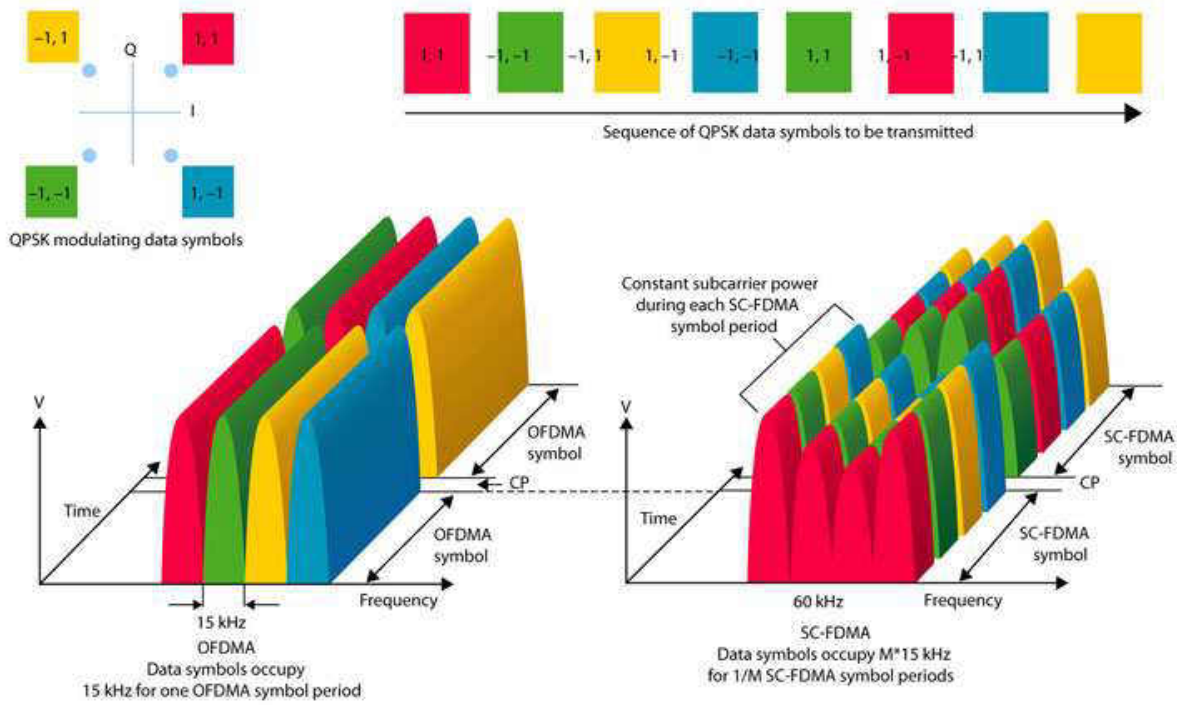 –1, 1
Q
1, 1
I
–1, –1
1, –1
QPSK modulating data symbols
1, 1
–1, –1
–1, 1
1, –1
–1, –1
1, 1
1, –1
–1, 1
Sequence of QPSK data symbols to be transmitted
V
Time
OFDMA
symbol
CP
OFDMA
symbol
Frequency
15 kHz
OFDMA
Data symbols occupy
15 kHz for one OFDMA symbol period
Constant subcarrier power
during each SC-FDMA
symbol period
V
Time
SC-FDMA
symbol
CP
SC-FDMA
symbol
60 kHz
Frequency
SC-FDMA
Data symbols occupy M*15 kHz
for 1/M SC-FDMA symbol periods